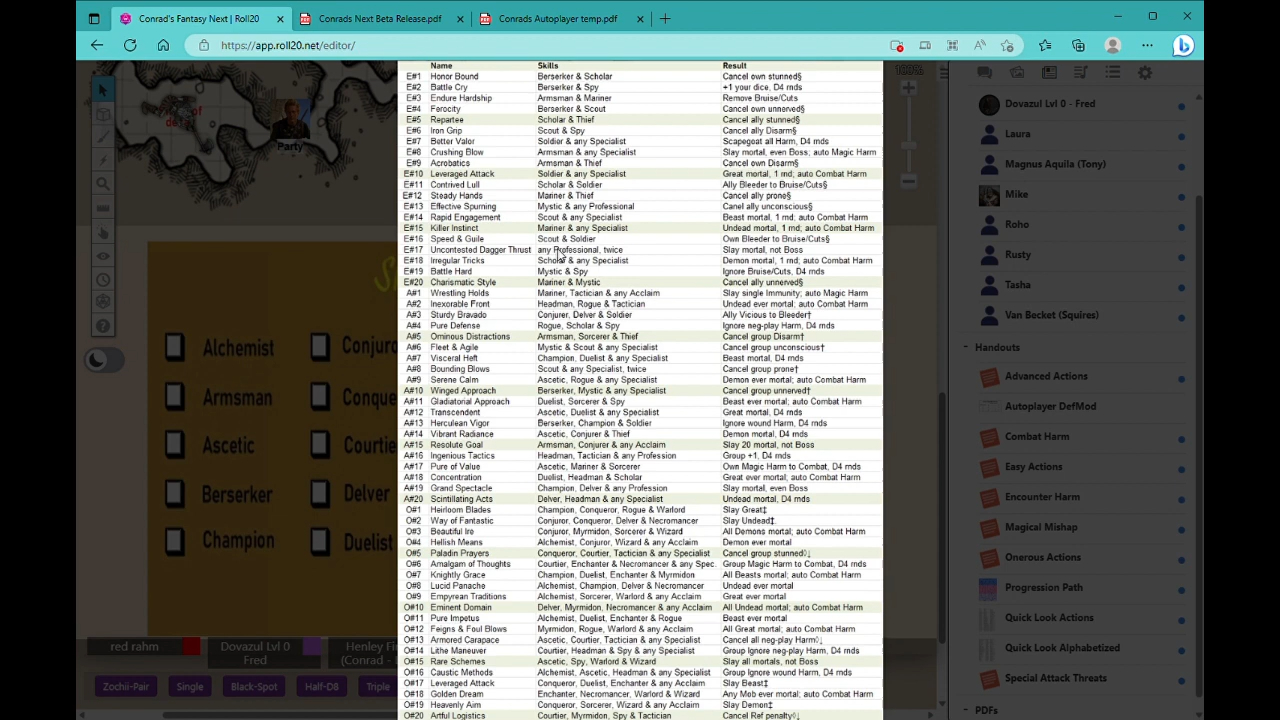 Conrad's Fantasy Next | Roll20
Conrads Next Beta Release.pdf
Conrads Autoplayer temp.pdf
https://app.roll20.net/editor/
Name Skills Result
E#1 Honor Bound Berserker & Scholar Cancel own stunned§
E#2 Battle Cry Berserker & Spy +1 your dice, D4 rnds
E#3 Endure Hardship Armsman & Mariner Remove Bruise/Cuts
E#4 Ferocity Berserker & Scout Cancel own unnerved§
E#5 Repartee Scholar & Thief Cancel ally stunned§
E#6 Iron Grip Scout & Spy Cancel ally Disarm§
E#7 Better Valor Soldier & any Specialist Scapegoat all Harm, D4 rnds
E#8 Crushing Blow Armsman & any Specialist Slay mortal, even Boss; auto Magic Harm
E#9 Acrobatics Armsman & Thief Cancel own Disarm§
E#10 Leveraged Attack Soldier & any Specialist Great mortal, 1 rnd; auto Combat Harm
E#11 Contrived Lull Scholar & Soldier Ally Bleeder to Bruise/Cuts§
E#12 Steady Hands Mariner & Thief Cancel ally prone§
E#13 Effective Spurning Mystic & any Professional Canel ally unconscious§
E#14 Rapid Engagement Scout & any Specialist Beast mortal, 1 rnd; auto Combat Harm
E#15 Killer Instinct Mariner & any Specialist Undead mortal, 1 rnd; auto Combat Harm
E#16 Speed & Guile Scout & Soldier Own Bleeder to Bruise/Cuts§
E#17 Uncontested Dagger Thrust any Professional, twice Slay mortal, not Boss
E#18 Irregular Tricks Scholar & any Specialist Demon mortal, 1 rnd; auto Combat Harm
E#19 Battle Hard Mystic & Spy Ignore Bruise/Cuts, D4 rnds
E#20 Charismatic Style Mariner & Mystic Cancel ally unnerved§
A#1 Wrestling Holds Mariner, Tactician & any Acclaim Slay single Immunity; auto Magic Harm
A#2 Inexorable Front Headman, Rogue & Tactician Undead ever mortal; auto Combat Harm
A#3 Sturdy Bravado Conjurer, Delver & Soldier Ally Vicious to Bleeder†
A#4 Pure Defense Rogue, Scholar & Spy Ignore neg-play Harm, D4 rnds
A#5 Ominous Distractions Armsman, Sorcerer & Thief Cancel group Disarm†
A#6 Fleet & Agile Mystic & Scout & any Specialist Cancel group unconscious†
A#7 Visceral Heft Champion, Duelist & any Specialist Beast mortal, D4 rnds
A#8 Bounding Blows Scout & any Specialist, twice Cancel group prone†
A#9 Serene Calm Ascetic, Rogue & any Specialist Demon ever mortal; auto Combat Harm
A#10 Winged Approach Berserker, Mystic & any Specialist Cancel group unnerved†
A#11 Gladiatorial Approach Duelist, Sorcerer & Spy Beast ever mortal; auto Combat Harm
A#12 Transcendent Ascetic, Duelist & any Specialist Great mortal, D4 rnds
A#13 Herculean Vigor Berserker, Champion & Soldier Ignore wound Harm, D4 rnds
A#14 Vibrant Radiance Ascetic, Conjurer & Thief Demon mortal, D4 rnds
A#15 Resolute Goal Armsman, Conjurer & any Acclaim Slay 20 mortal, not Boss
A#16 Ingenious Tactics Headman, Tactician & any Profession Group +1, D4 rnds
A#17 Pure of Value Ascetic, Mariner & Sorcerer Own Magic Harm to Combat, D4 rnds
A#18 Concentration Duelist, Headman & Scholar Great ever mortal; auto Combat Harm
A#19 Grand Spectacle Champion, Delver & any Profession Slay mortal, even Boss
A#20 Scintillating Acts Delver, Headman & any Specialist Undead mortal, D4 rnds
O#1 Heirloom Blades Champion, Conqueror, Rogue & Warlord Slay Great‡
O#2 Way of Fantastic Conjuror, Conqueror, Delver & Necromancer Slay Undead‡.
O#3 Beautiful Ire Conjuror, Myrmidon, Sorcerer & Wizard All Demons mortal; auto Combat Harm
O#4 Hellish Means Alchemist, Conjuror, Wizard & any Acclaim Demon ever mortal
O#5 Paladin Prayers Conqueror, Courtier, Tactician & any Specialist Cancel group stunned◊↓
O#6 Amalgam of Thoughts Courtier, Enchanter & Necromancer & any Spec. Group Magic Harm to Combat, D4 rnds
O#7 Knightly Grace Champion, Duelist, Enchanter & Myrmidon All Beasts mortal; auto Combat Harm
O#8 Lucid Panache Alchemist, Champion, Delver & Necromancer Undead ever mortal
O#9 Empyrean Traditions Alchemist, Sorcerer, Warlord & any Acclaim Great ever mortal
O#10 Eminent Domain Delver, Myrmidon, Necromancer & any Acclaim All Undead mortal; auto Combat Harm
O#11 Pure Impetus Alchemist, Duelist, Enchanter & Rogue Beast ever mortal
O#12 Feigns & Foul Blows Myrmidon, Rogue, Warlord & any Acclaim All Great mortal; auto Combat Harm
O#13 Armored Carapace Ascetic, Courtier, Tactician & any Specialist Cancel all neg-play Harm◊↓
O#14 Lithe Maneuver Courtier, Headman & Spy & any Specialist Group Ignore neg-play Harm, D4 rnds
O#15 Rare Schemes Ascetic, Spy, Warlord & Wizard Slay all mortals, not Boss
O#16 Caustic Methods Alchemist, Ascetic, Headman & any Specialist Group Ignore wound Harm, D4 rnds
O#17 Leveraged Attack Conqueror, Duelist, Enchanter & any Specialist Slay Beast‡
O#18 Golden Dream Enchanter, Necromancer, Warlord & Wizard Any Mob ever mortal; auto Combat Harm
O#19 Heavenly Aim Conqueror, Sorcerer, Wizard & any Acclaim Slay Demon‡
O#20 Artful Logistics Courtier, Myrmidon, Spy & Tactician Cancel Ref penalty◊↓
Party
Alchemist
Armsman
Ascetic
Berserker
Champion
Conju
Conque
Courtie
Delver
Duelist
red rahm
Dovazul Lvl 0
Fred
Henley Fi
(Conrad -
Zochii-Pair
Single
Black-Spot
Half-D8
Triple
100%
Dovazul Lvl 0 - Fred
Laura
Magnus Aquila (Tony)
Mike
Roho
Rusty
Tasha
Van Becket (Squires)
Handouts
Advanced Actions
Autoplayer DefMod
Combat Harm
Easy Actions
Encounter Harm
Magical Mishap
Onerous Actions
Progression Path
Quick Look Actions
Quick Look Alphabetized
Special Attack Threats
PDFs